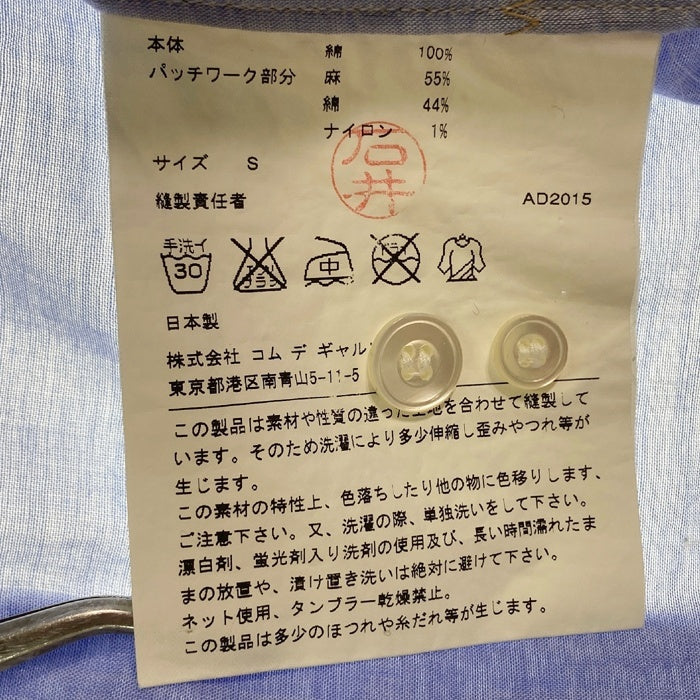 本体 綿 100%
パッチワーク部分 麻 55%
綿 44%
ナイロン 1%
石井
サイズ S
縫製責任者 AD2015
手洗イ
30
中
日本製
株式会社 コム デ ギャル
東京都港区南青山5-11-5
この製品は素材や性質の違った生地を合わせて縫製して
います。そのため洗濯により多少伸縮し歪みやつれ等が
生じます。
この素材の特性上、色落ちしたり他の物に色移りします、
ご注意下さい。又、洗濯の際、単独洗いをして下さい。
漂白剤、蛍光剤入り洗剤の使用及び、長い時間濡れたま
まの放置や、漬け置き洗いは絶対に避けて下さい。
ネット使用、タンブラー乾燥禁止。
この製品は多少のほつれや糸だれ等が生じます。